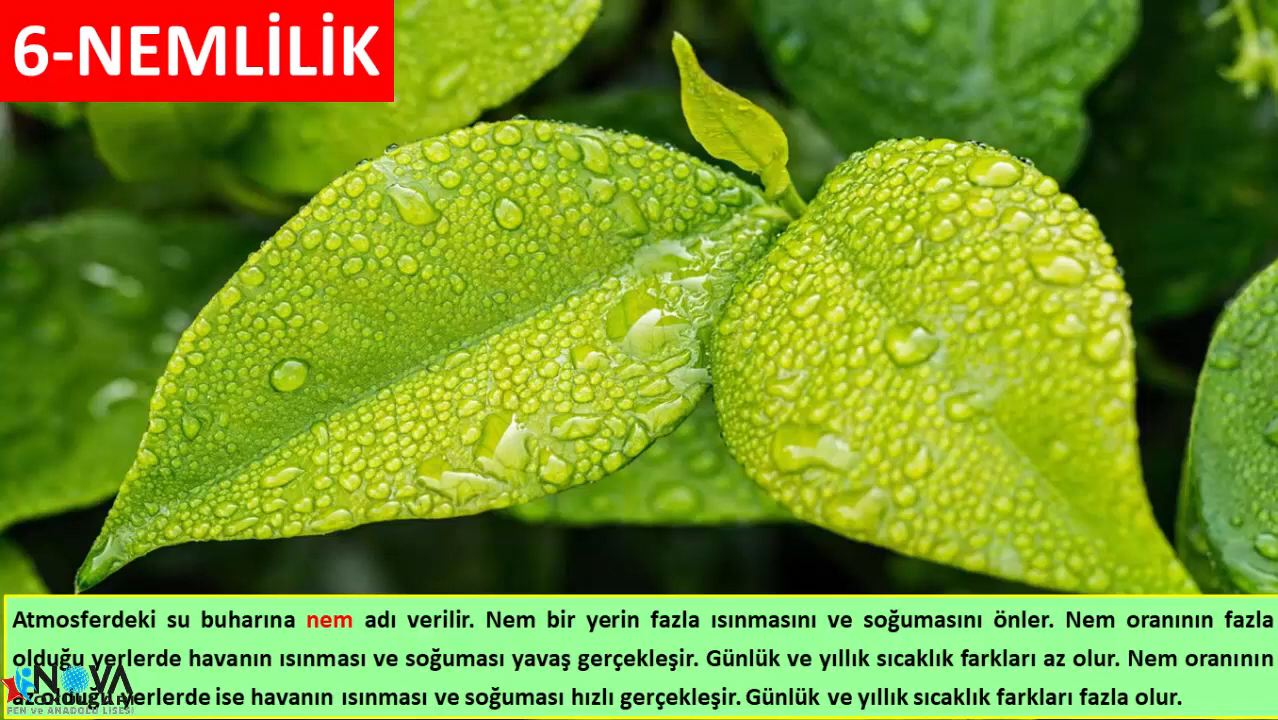 6-NEMLİLİK
Atmosferdeki su buharına nem adı verilir. Nem bir yerin fazla ısınmasını ve soğumasını önler. Nem oranının fazla
olduğu yerlerde havanın ısınması ve soğuması yavaş gerçekleşir. Günlük ve yıllık sıcaklık farkları az olur. Nem oranının
az olduğu yerlerde ise havanın ısınması ve soğuması hızlı gerçekleşir. Günlük ve yıllık sıcaklık farkları fazla olur.
NOVA
FEN ve ANADOLU LİSESİ